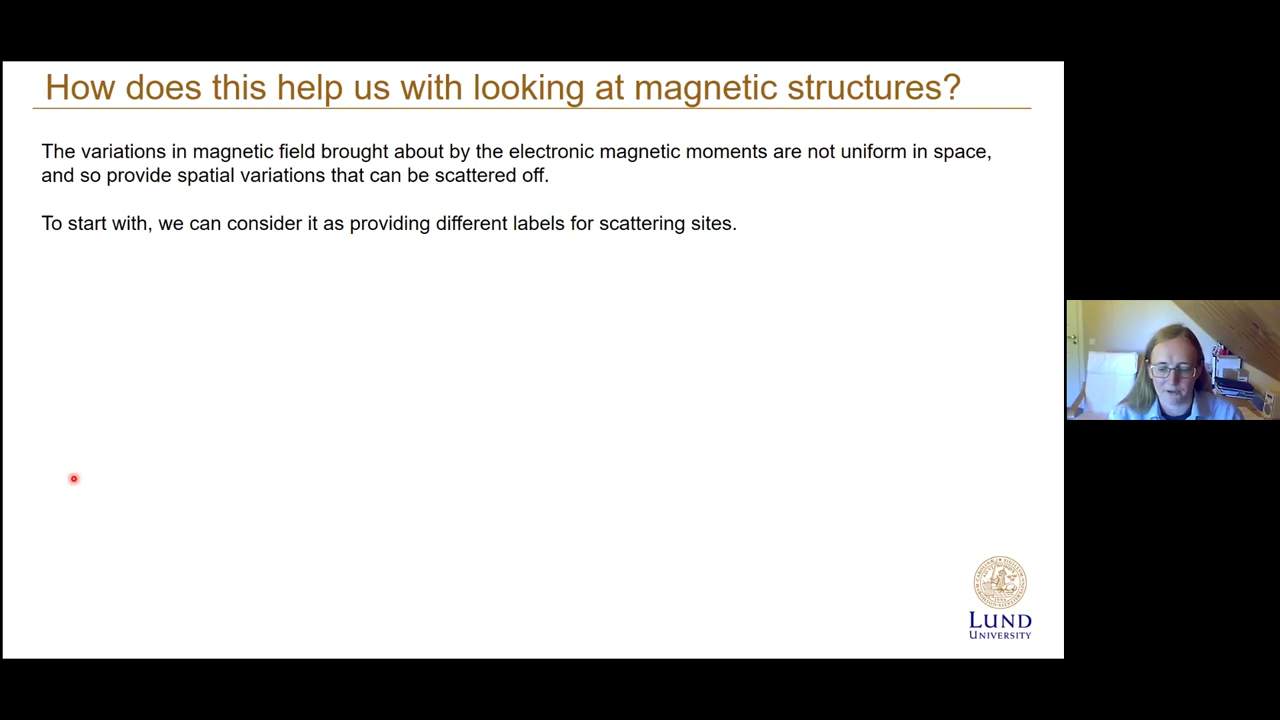 How does this help us with looking at magnetic structures?
The variations in magnetic field brought about by the electronic magnetic moments are not uniform in space,
and so provide spatial variations that can be scattered off.
To start with, we can consider it as providing different labels for scattering sites.
LUND
UNIVERSITY